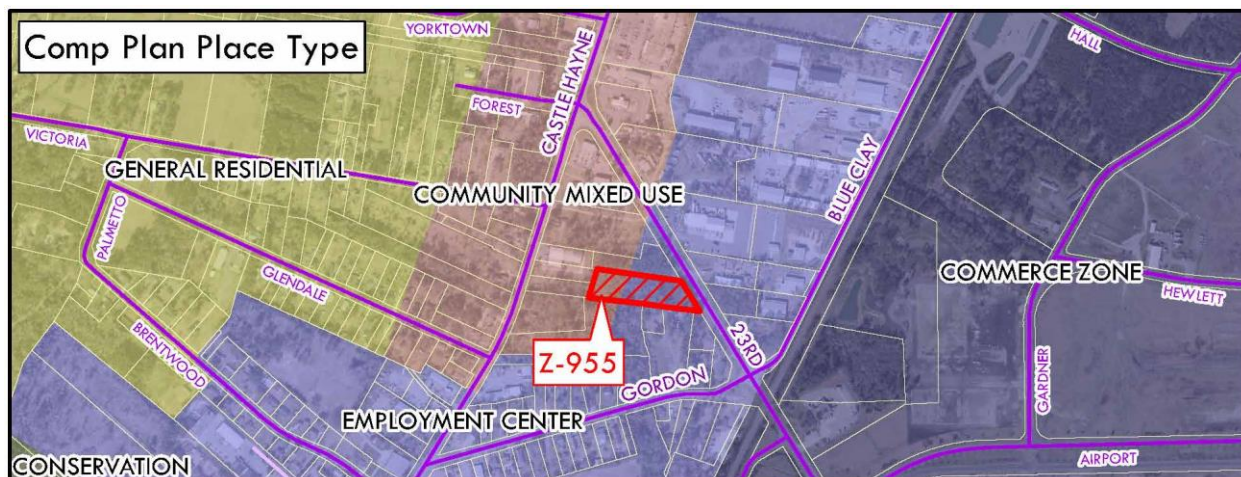 Comp Plan Place Type
YORKTOWN
HALL
CASTLE HAYNE
FOREST
VICTORIA
GENERAL RESIDENTIAL
COMMUNITY MIXED USE
BLUE CLAY
PALMETTO
GLENDALE
COMMERCE ZONE
HEWLETT
BRENTWOOD
Z-955
23RD
GORDON
GARDNER
EMPLOYMENT CENTER
AIRPORT
CONSERVATION